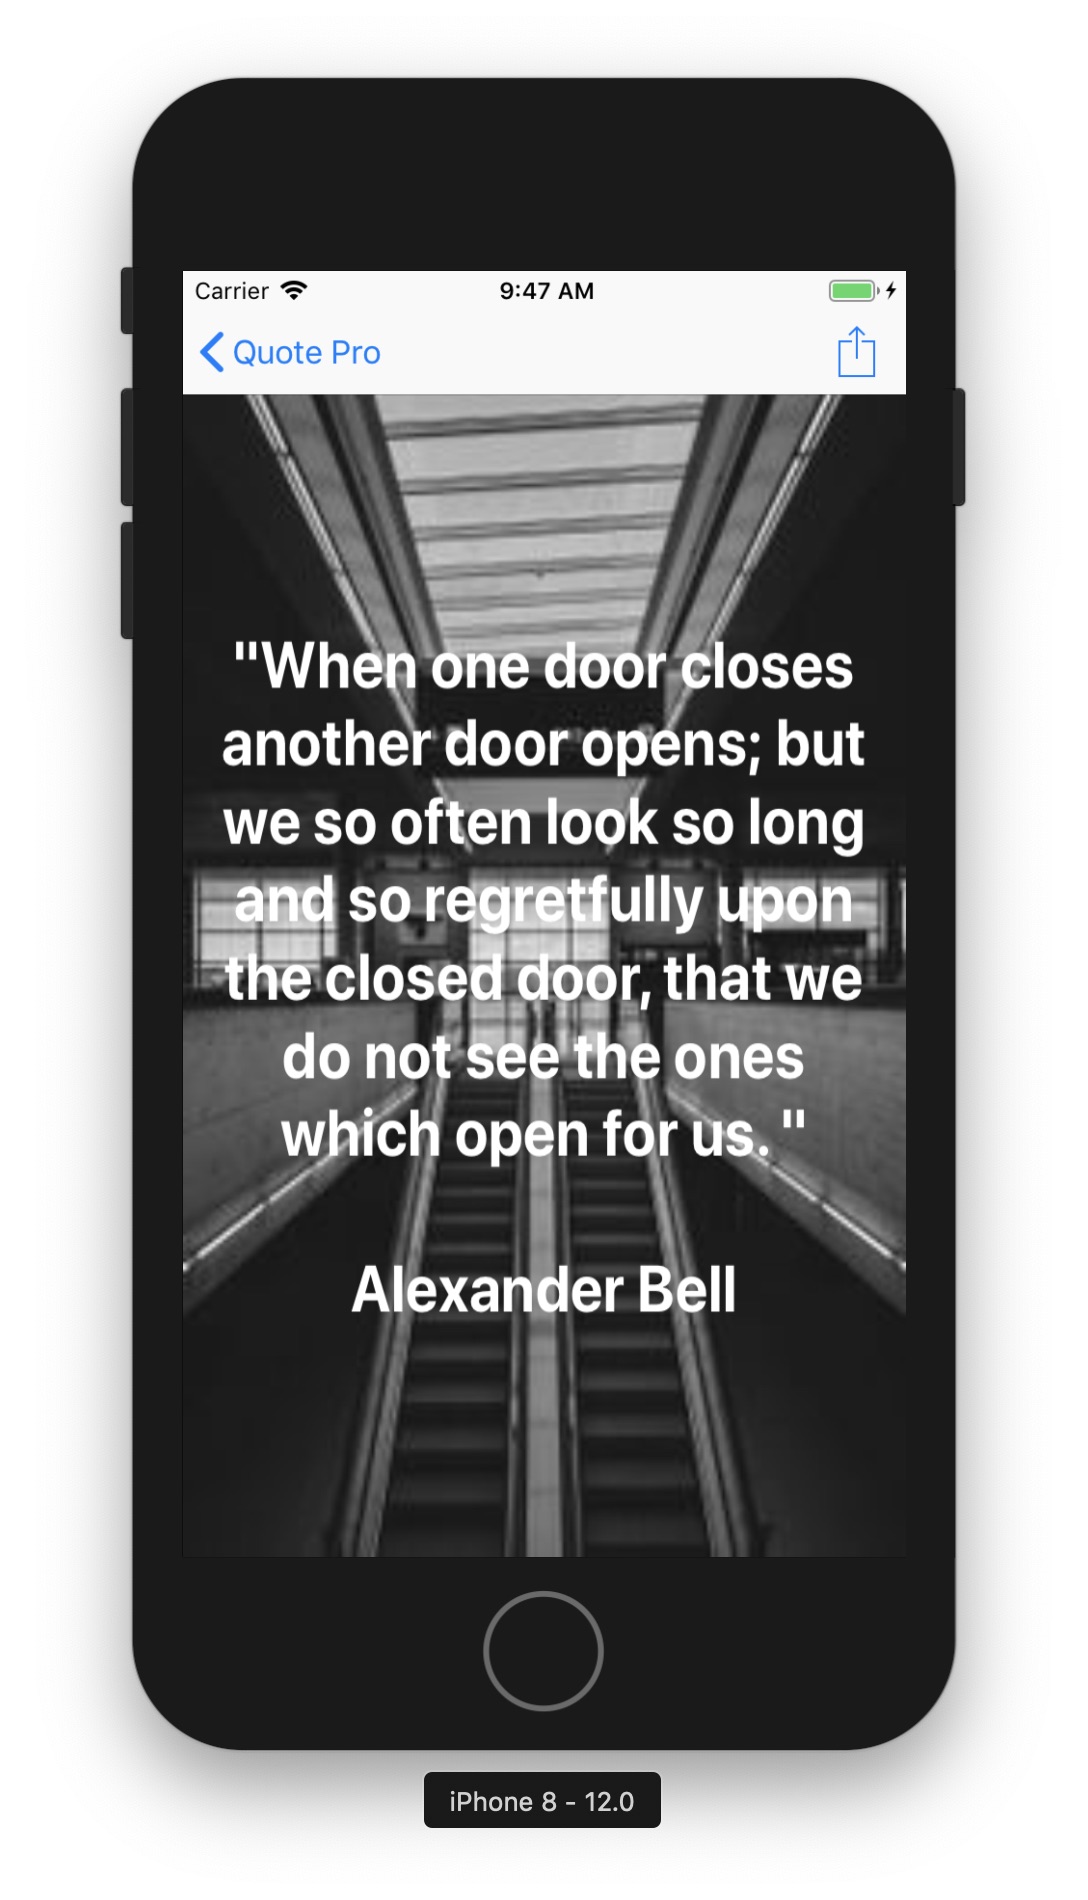 Carrier 9:47 AM
Quote Pro
"When one door closes
another door opens; but
we so often look so long
and so regretfully upon
the closed door, that we
do not see the ones
which open for us. "
Alexander Bell
iPhone 8 - 12.0